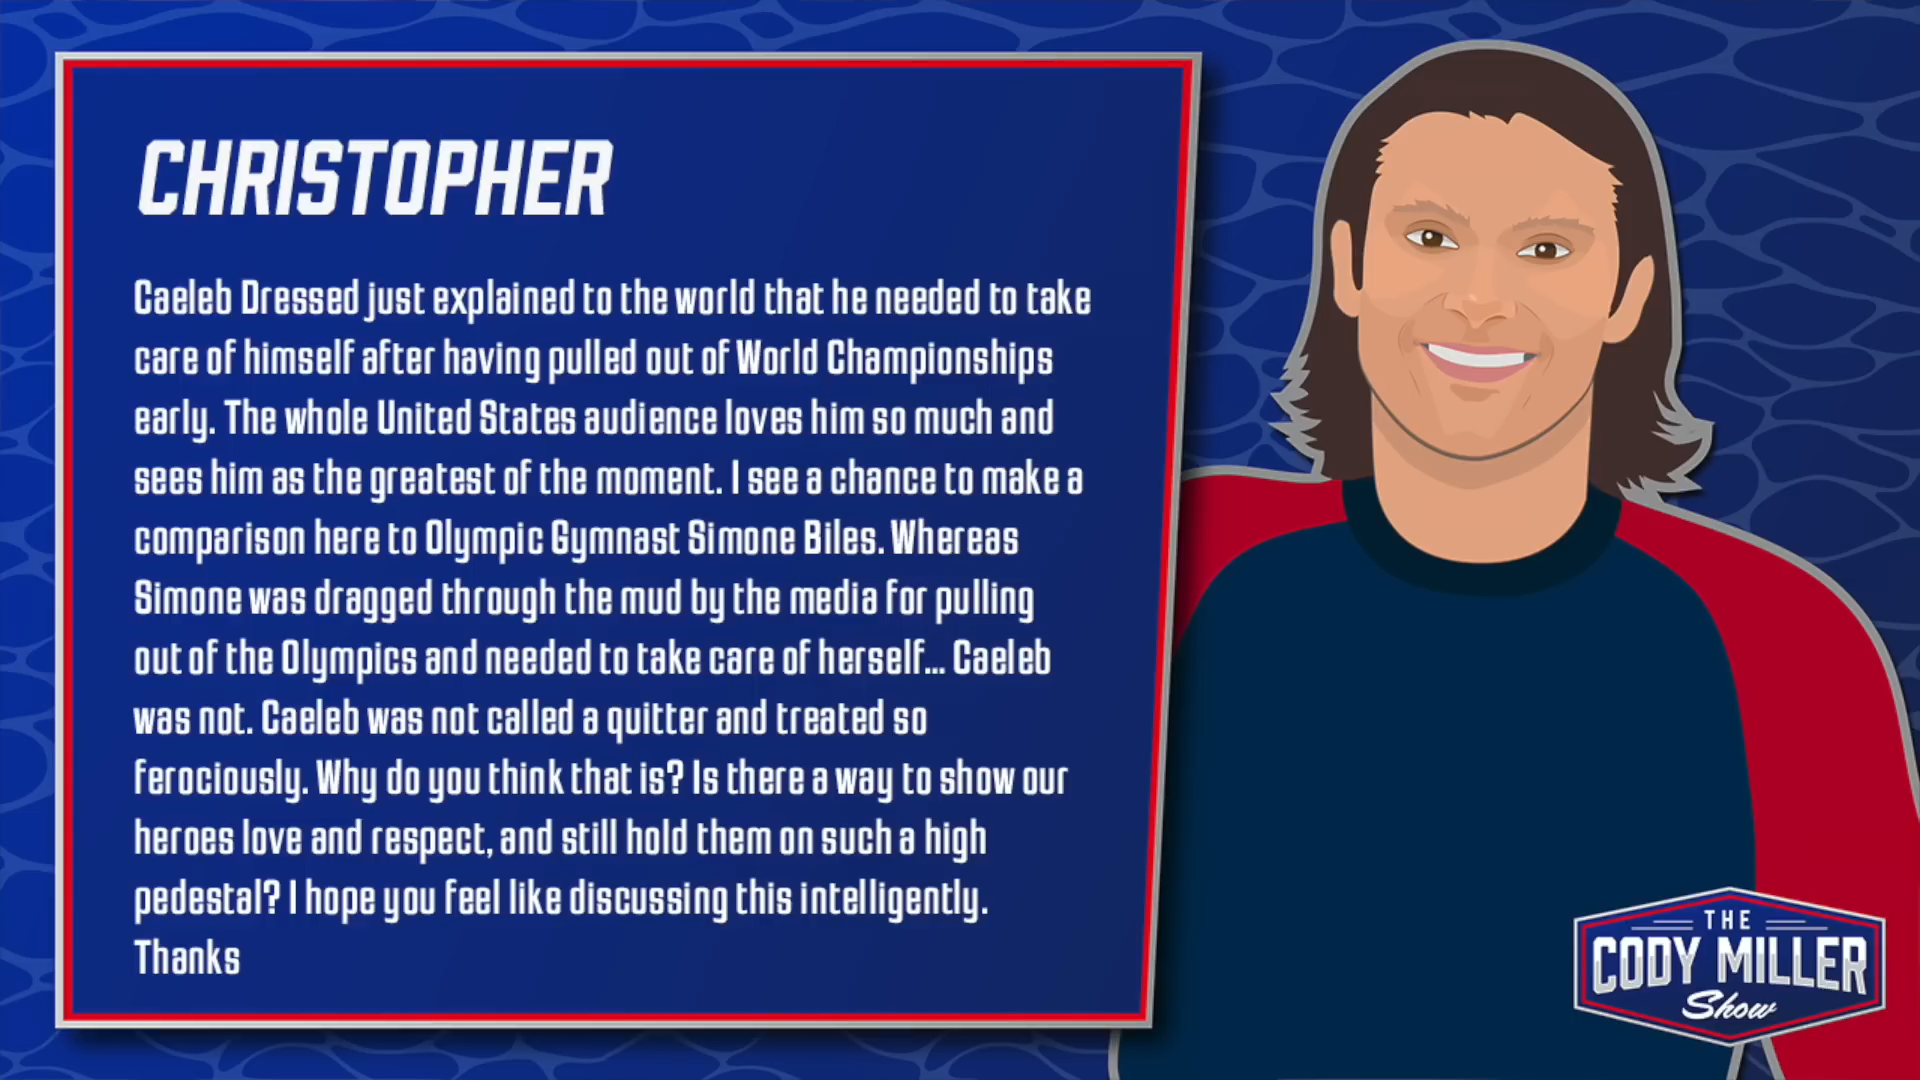 CHRISTOPHER
Caeleb Dressed just explained to the world that he needed to take
care of himself after having pulled out of World Championships
early. The whole United States audience loves him so much and
sees him as the greatest of the moment. I see a chance to make a
comparison here to Olympic Gymnast Simone Biles. Whereas
Simone was dragged through the mud by the media for pulling
out of the Olympics and needed to take care of herself... Caeleb
was not. Caeleb was not called a quitter and treated so
ferociously. Why do you think that is? Is there a way to show our
heroes love and respect, and still hold them on such a high
pedestal? I hope you feel like discussing this intelligently.
Thanks
THE
CODY MILLER
Show